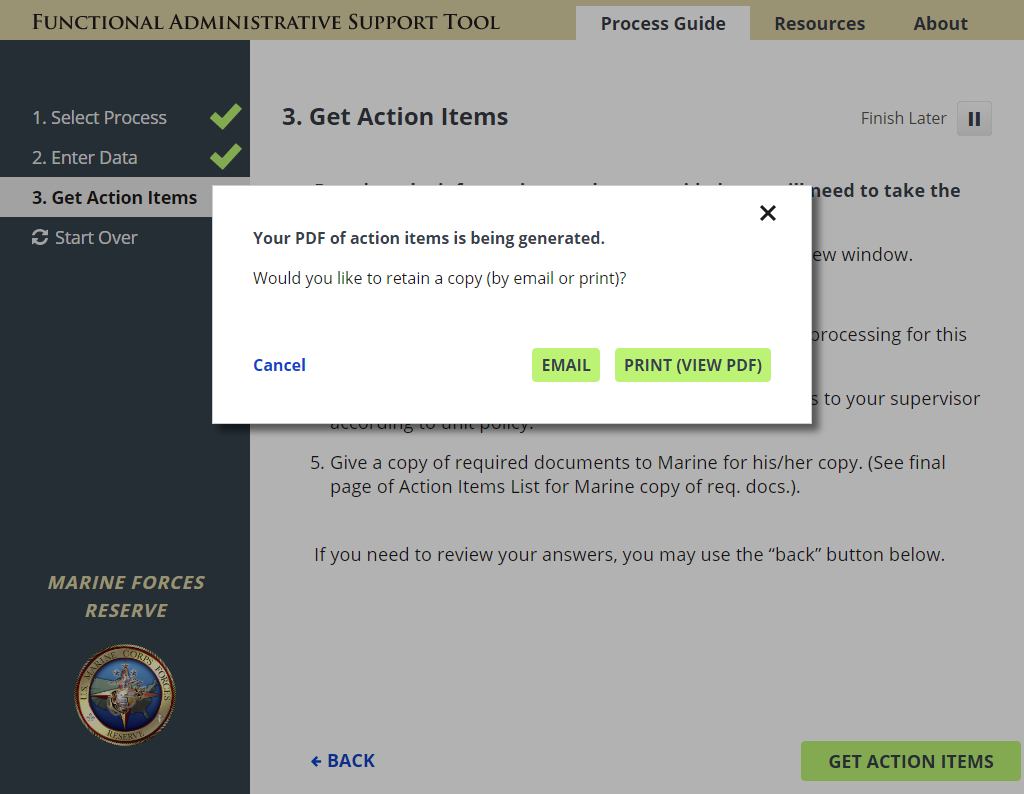 FUNCTIONAL ADMINISTRATIVE SUPPORT TOOL
Process Guide
Resources
About
1. Select Process
2. Enter Data
3. Get Action Items
Start Over
3. Get Action Items
Finish Later
need to take the
ew window.
processing for this
s to your supervisor
according to unit policy.
Your PDF of action items is being generated.
Would you like to retain a copy (by email or print)?
Cancel
EMAIL
PRINT (VIEW PDF)
5. Give a copy of required documents to Marine for his/her copy. (See final
page of Action Items List for Marine copy of req. docs.).
If you need to review your answers, you may use the “back” button below.
MARINE FORCES
RESERVE
U.S. MARINE CORPS FORCES
RESERVE
BACK
GET ACTION ITEMS